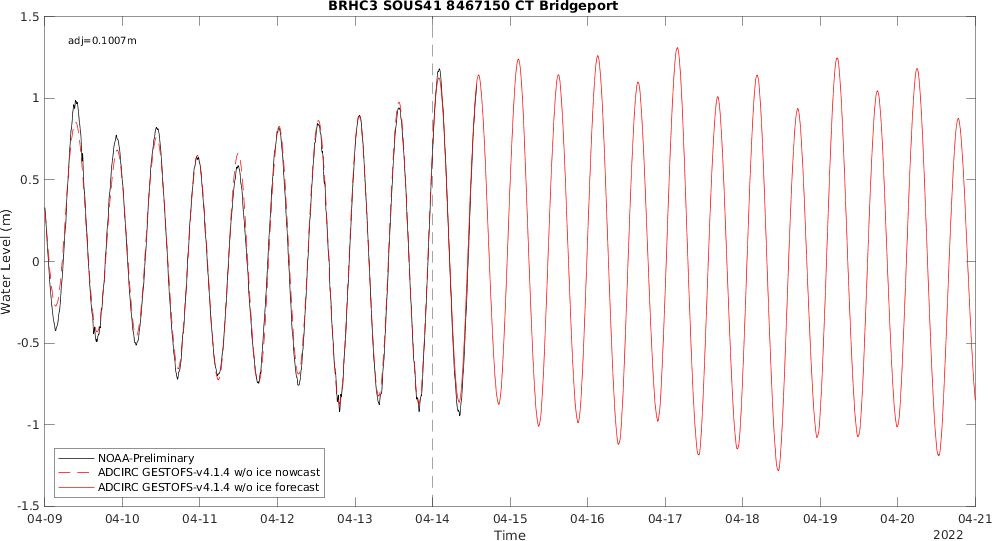 BRHC3 SOUS41 8467150 CT Bridgeport
adj=0.1007m
1.5
1
0.5
0
-0.5
-1
-1.5
Water Level (m)
NOAA-Preliminary
ADCIRC GESTOFS-v4.1.4 w/o ice nowcast
ADCIRC GESTOFS-v4.1.4 w/o ice forecast
04-09 04-10 04-11 04-12 04-13 04-14 04-15 04-16 04-17 04-18 04-19 04-20 04-21
Time
2022